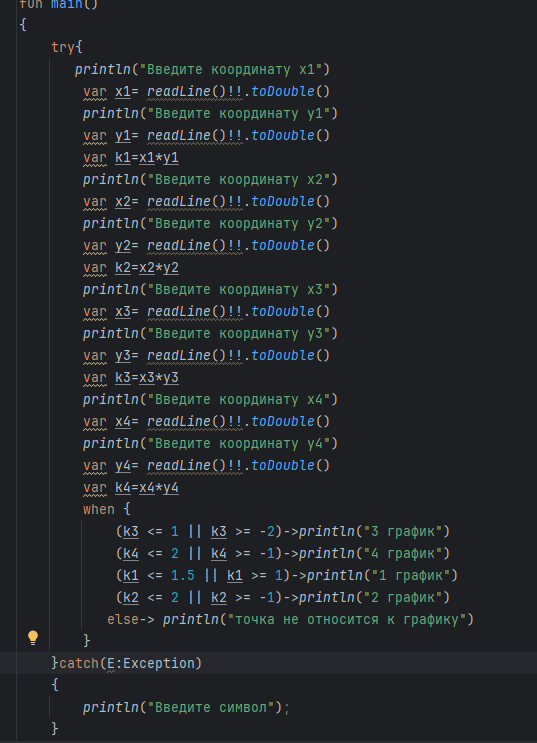 fun main()
{
try{
println("Введите координату x1")
var x1= readLine()!!.toDouble()
println("Введите координату y1")
var y1= readLine()!!.toDouble()
var k1=x1*y1
println("Введите координату x2")
var x2= readLine()!!.toDouble()
println("Введите координату y2")
var y2= readLine()!!.toDouble()
var k2=x2*y2
println("Введите координату x3")
var x3= readLine()!!.toDouble()
println("Введите координату y3")
var y3= readLine()!!.toDouble()
var k3=x3*y3
println("Введите координату x4")
var x4= readLine()!!.toDouble()
println("Введите координату y4")
var y4= readLine()!!.toDouble()
var k4=x4*y4
when {
(k3 <= 1 || k3 >= -2)->println("3 график")
(k4 <= 2 || k4 >= -1)->println("4 график")
(k1 <= 1.5 || k1 >= 1)->println("1 график")
(k2 <= 2 || k2 >= -1)->println("2 график")
else-> println("точка не относится к графику")
}
}catch(E:Exception)
{
println("Введите символ");
}